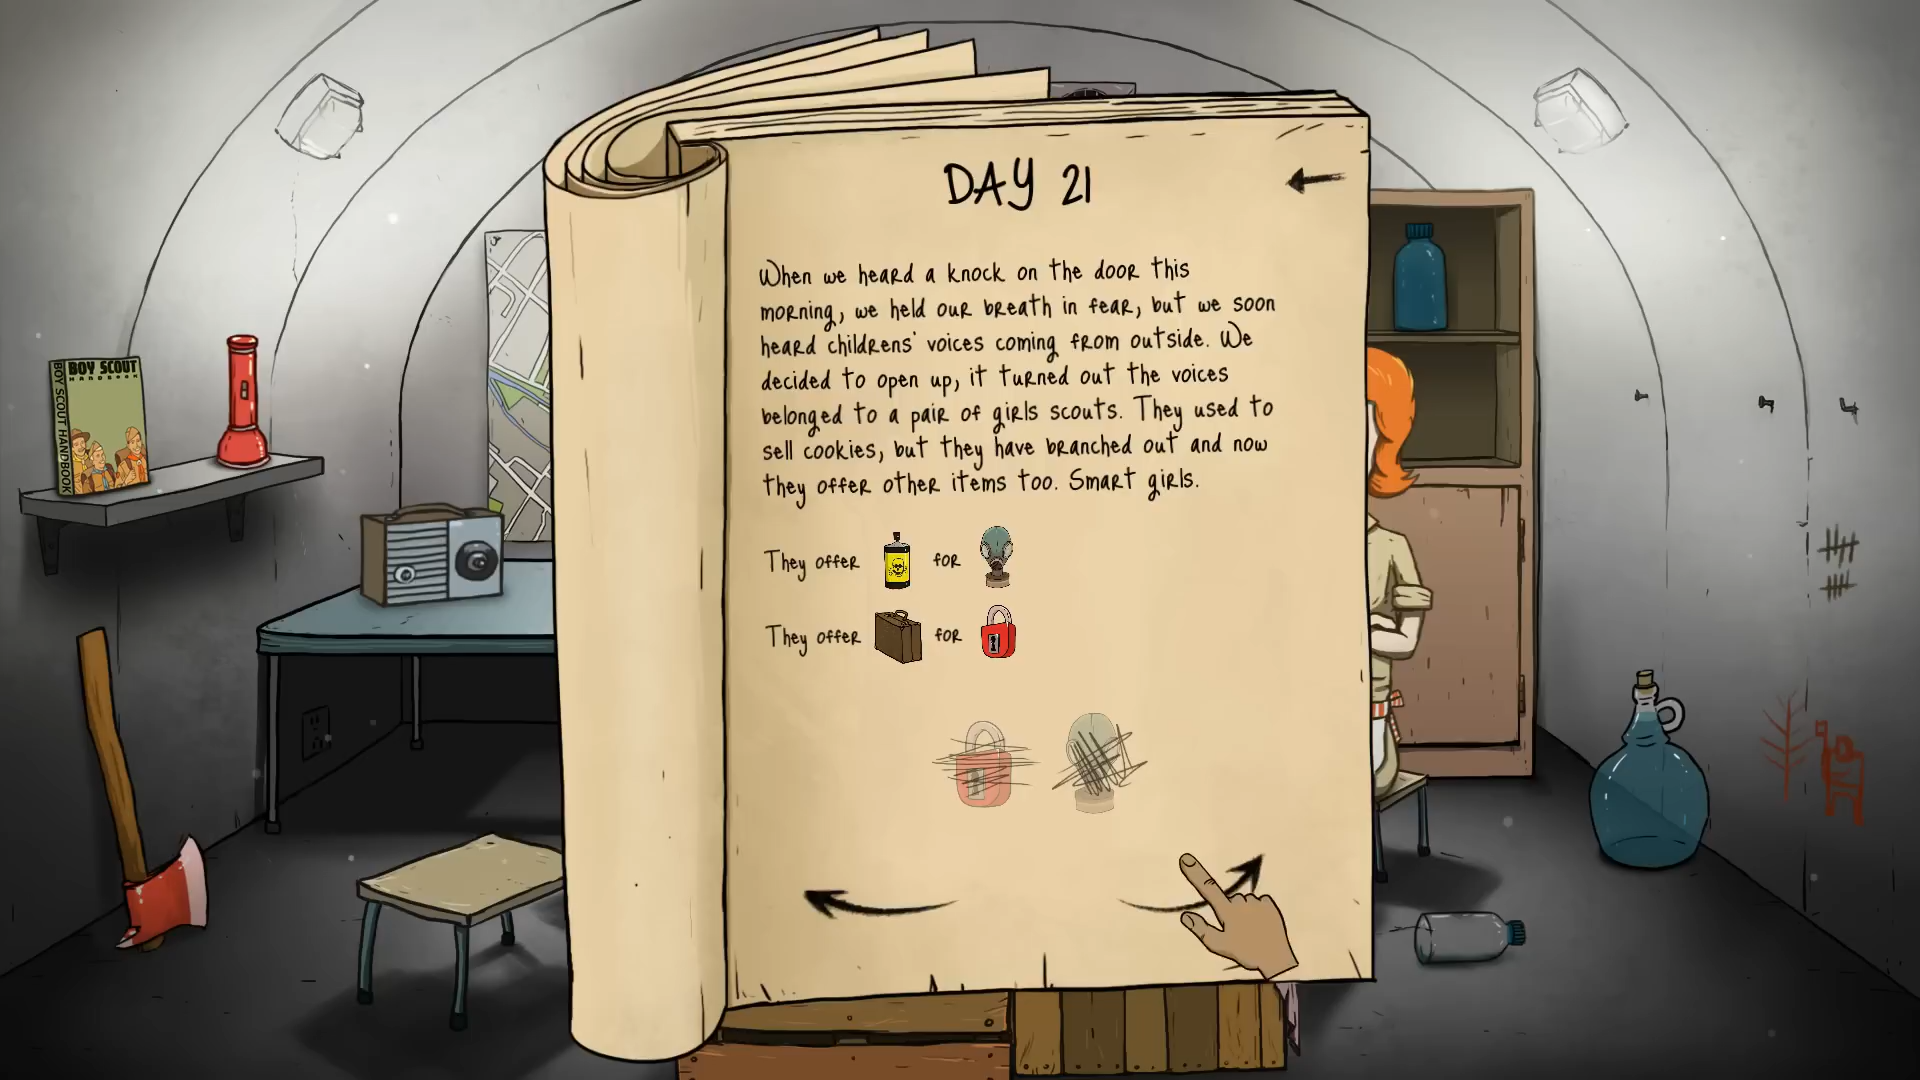 DAY 21
When we heard a knock on the door this
morning, we held our breath in fear, but we soon
heard childrens' voices coming from outside. We
decided to open up, it turned out the voices
belonged to a pair of girls scouts. They used to
sell cookies, but they have branched out and now
they offer other items too. Smart girls.
They offer for
They offer for
BOY SCOUT
HANDBOOK
BOY SCOUT HANDBOOK